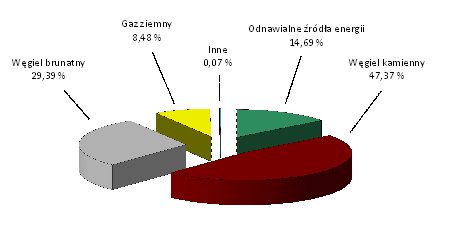 Gaz ziemny
8,48 %
Inne
0,07 %
Odnawialne źródła energii
14,69 %
Węgiel brunatny
29,39 %
Węgiel kamienny
47,37 %